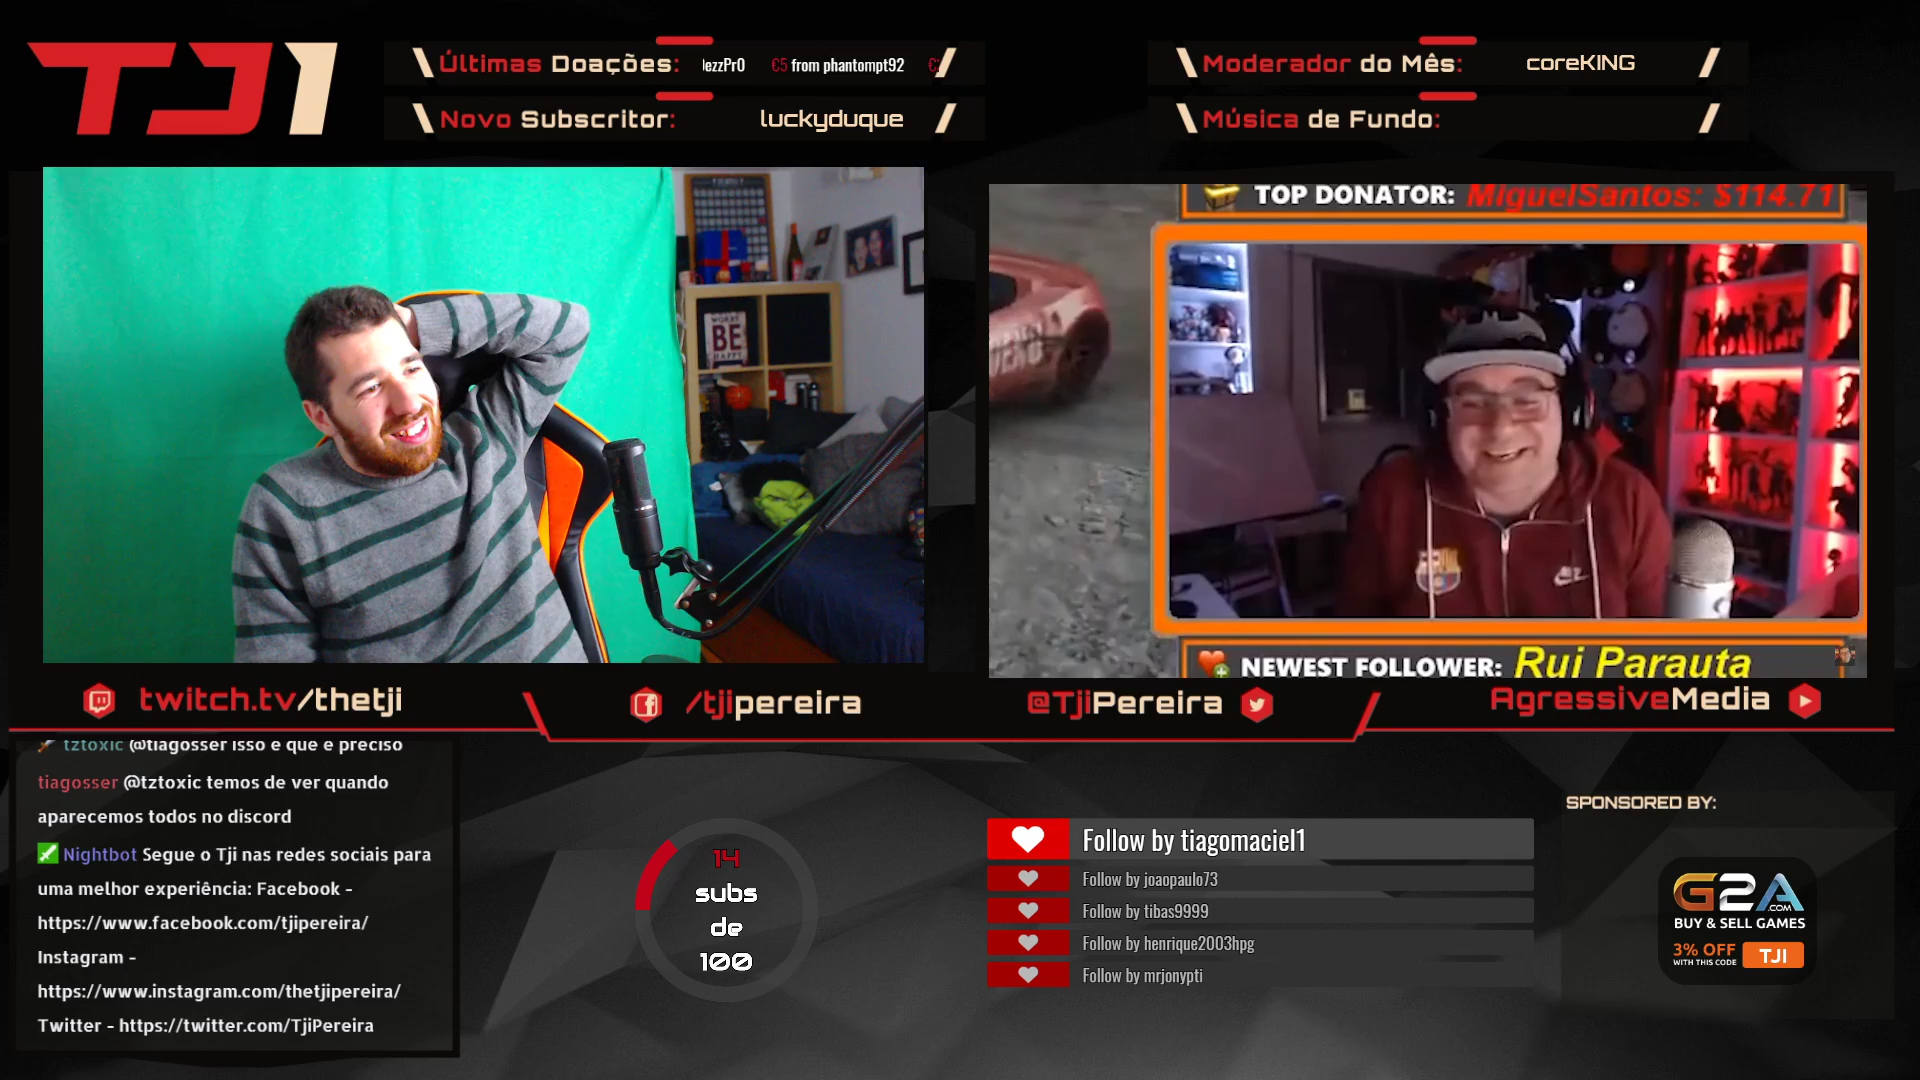 TJI
Últimas Doações: JezzPr0 €5 from phantompt92
Novo Subscritor: luckyduque
Moderador do Mês: coreKING
Música de Fundo:
WORRY
BE
HAPPY
TOP DONATOR: MiguelSantos: $114.71
NEWEST FOLLOWER: Rui Parauta
twitch.tv/thetji
/tjipereira
@TjiPereira
AgressiveMedia
tztoxic @tiagosser isso e que e preciso
tiagosser @tztoxic temos de ver quando
aparecemos todos no discord
Nightbot Segue o Tji nas redes sociais para
uma melhor experiência: Facebook -
https://www.facebook.com/tjipereira/
Instagram -
https://www.instagram.com/thetjipereira/
Twitter - https://twitter.com/TjiPereira
14
subs
de
100
Follow by tiagomaciel1
Follow by joaopaulo73
Follow by tibas9999
Follow by henrique2003hpg
Follow by mrjonypti
SPONSORED BY:
G2A
.COM
BUY & SELL GAMES
3% OFF
WITH THIS CODE
TJI